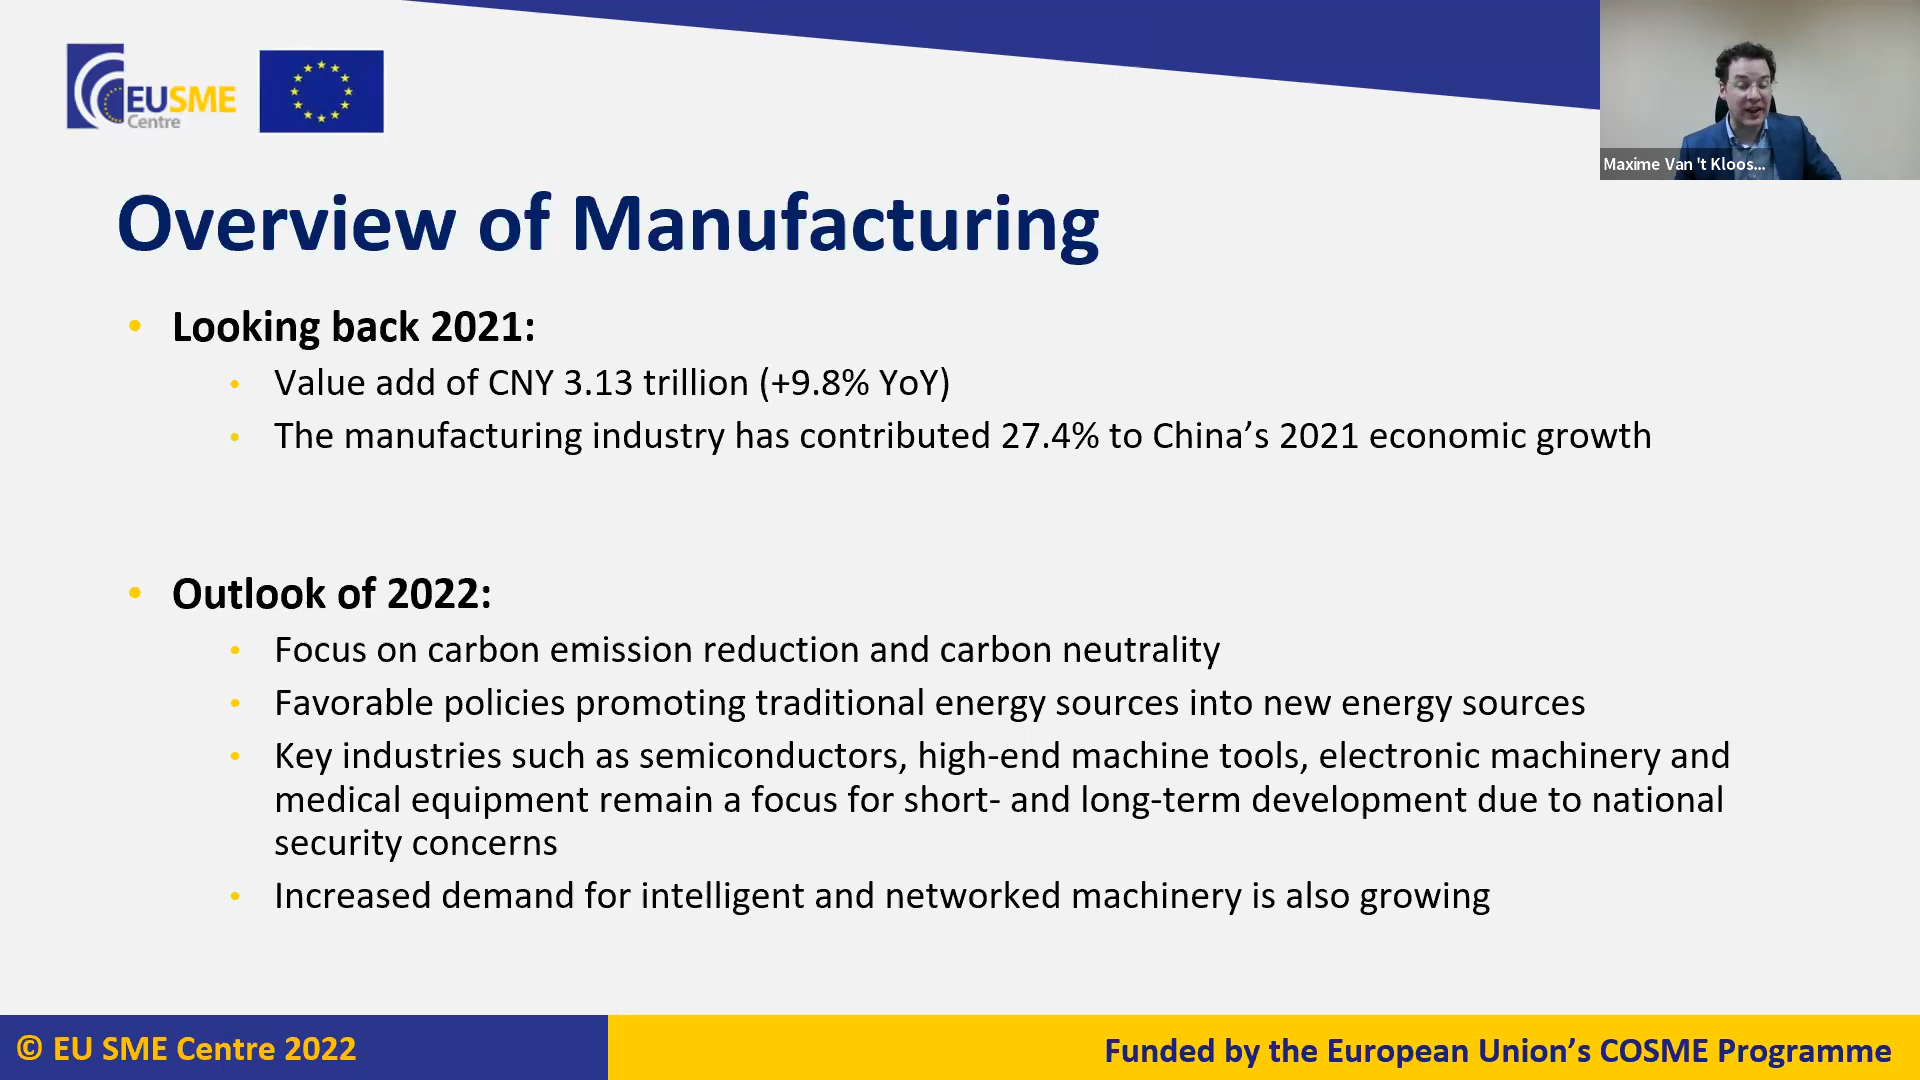 EUSME
Centre
Maxime Van 't Kloos...
Overview of Manufacturing
• Looking back 2021:
• Value add of CNY 3.13 trillion (+9.8% YoY)
• The manufacturing industry has contributed 27.4% to China’s 2021 economic growth
• Outlook of 2022:
• Focus on carbon emission reduction and carbon neutrality
• Favorable policies promoting traditional energy sources into new energy sources
• Key industries such as semiconductors, high-end machine tools, electronic machinery and
medical equipment remain a focus for short- and long-term development due to national
security concerns
• Increased demand for intelligent and networked machinery is also growing
© EU SME Centre 2022
Funded by the European Union’s COSME Programme